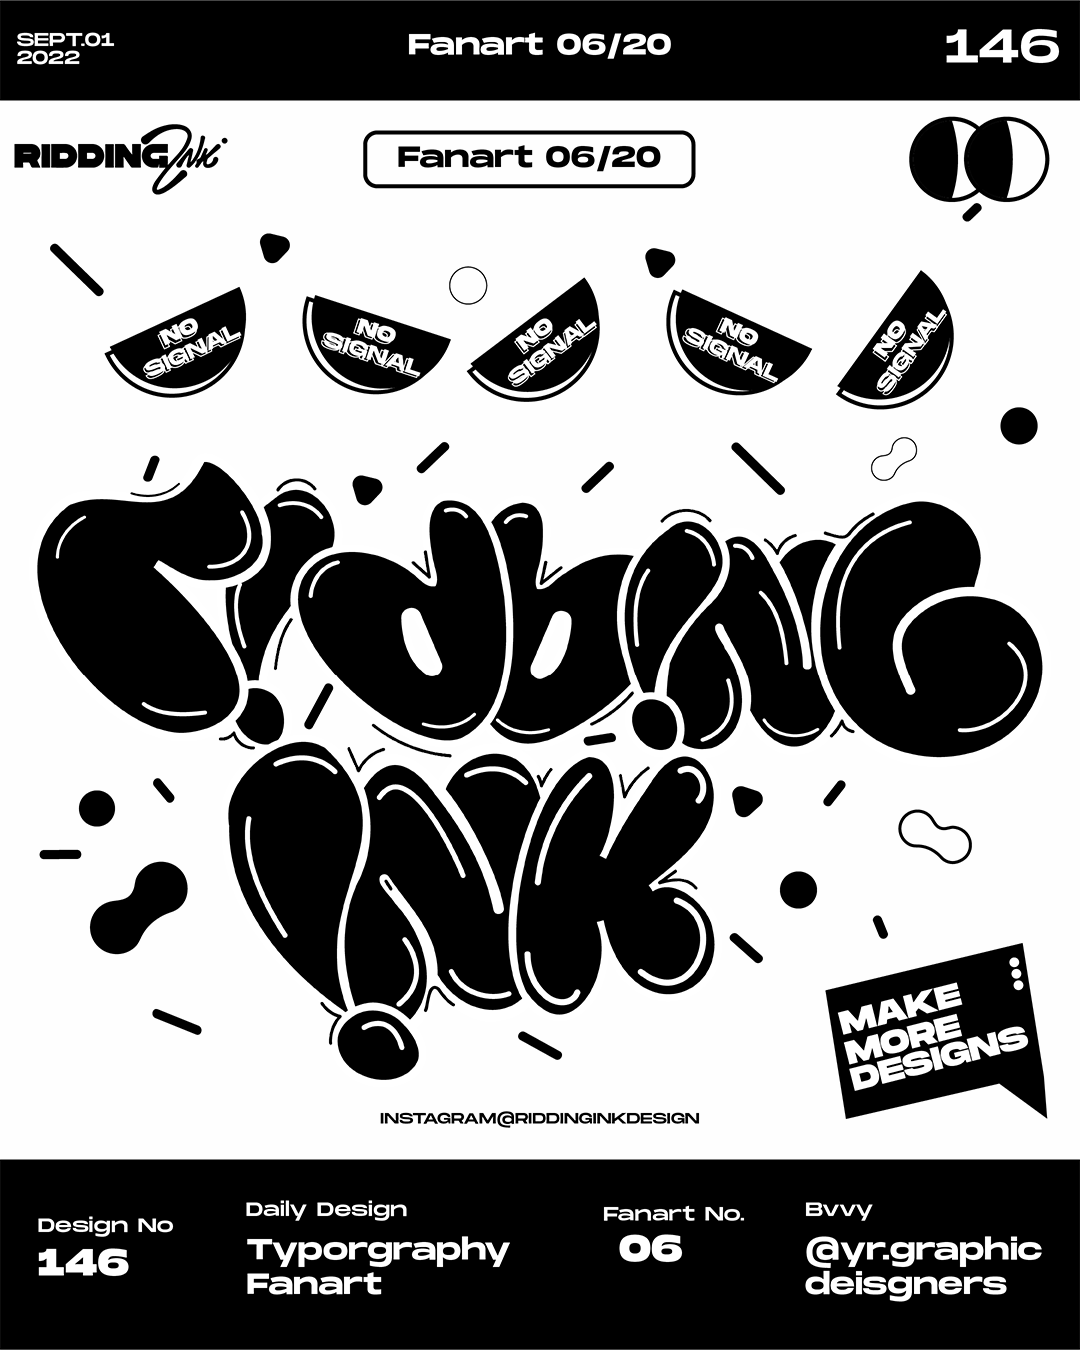 SEPT.01
2022
Fanart 06/20
146
RIDDING Ink
Fanart 06/20
NO
SIGNAL
NO
SIGNAL
NO
SIGNAL
NO
SIGNAL
NO
SIGNAL
riddiNG
iNK
MAKE
MORE
DESIGNS
INSTAGRAM@RIDDINGINKDESIGN
Design No
146
Daily Design
Typorgraphy
Fanart
Fanart No.
06
Bvvy
@yr.graphic
deisgners